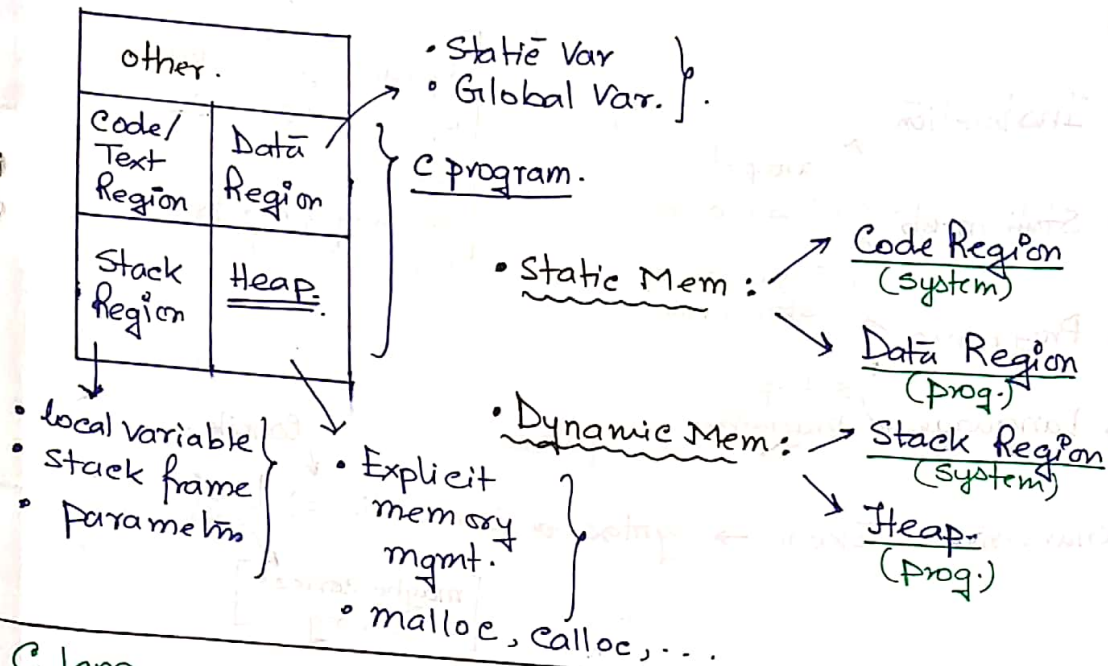 other.
Code/
Text
Region
Data
Region
Stack
Region
Heap.
• Static Var
• Global Var.
C program.
• local variable
• Stack frame
• parameters
• Explicit
memory
mgmt.
• malloc, calloc, ...
• Static Mem :
Code Region
(System)
Data Region
(prog.)
• Dynamic Mem :
Stack Region
(System)
Heap.
(prog.)
C lang